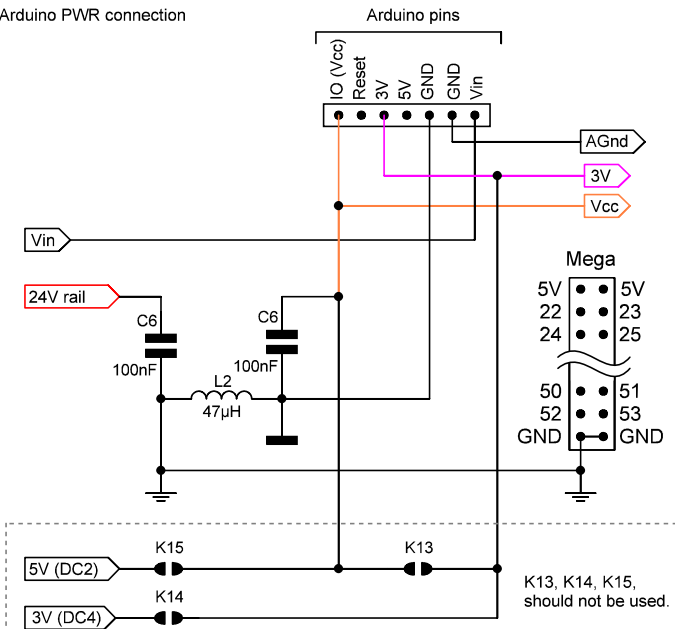 Arduino PWR connection
Arduino pins
IO (Vcc)
Reset
3V
5V
GND
GND
Vin
AGnd
3V
Vcc
Vin
Mega
24V rail
5V 5V
C6
22 23
C6
24 25
100nF
100nF
L2
47µH
50 51
52 53
GND GND
K15
K13
5V (DC2)
K13, K14, K15,
K14
should not be used.
3V (DC4)